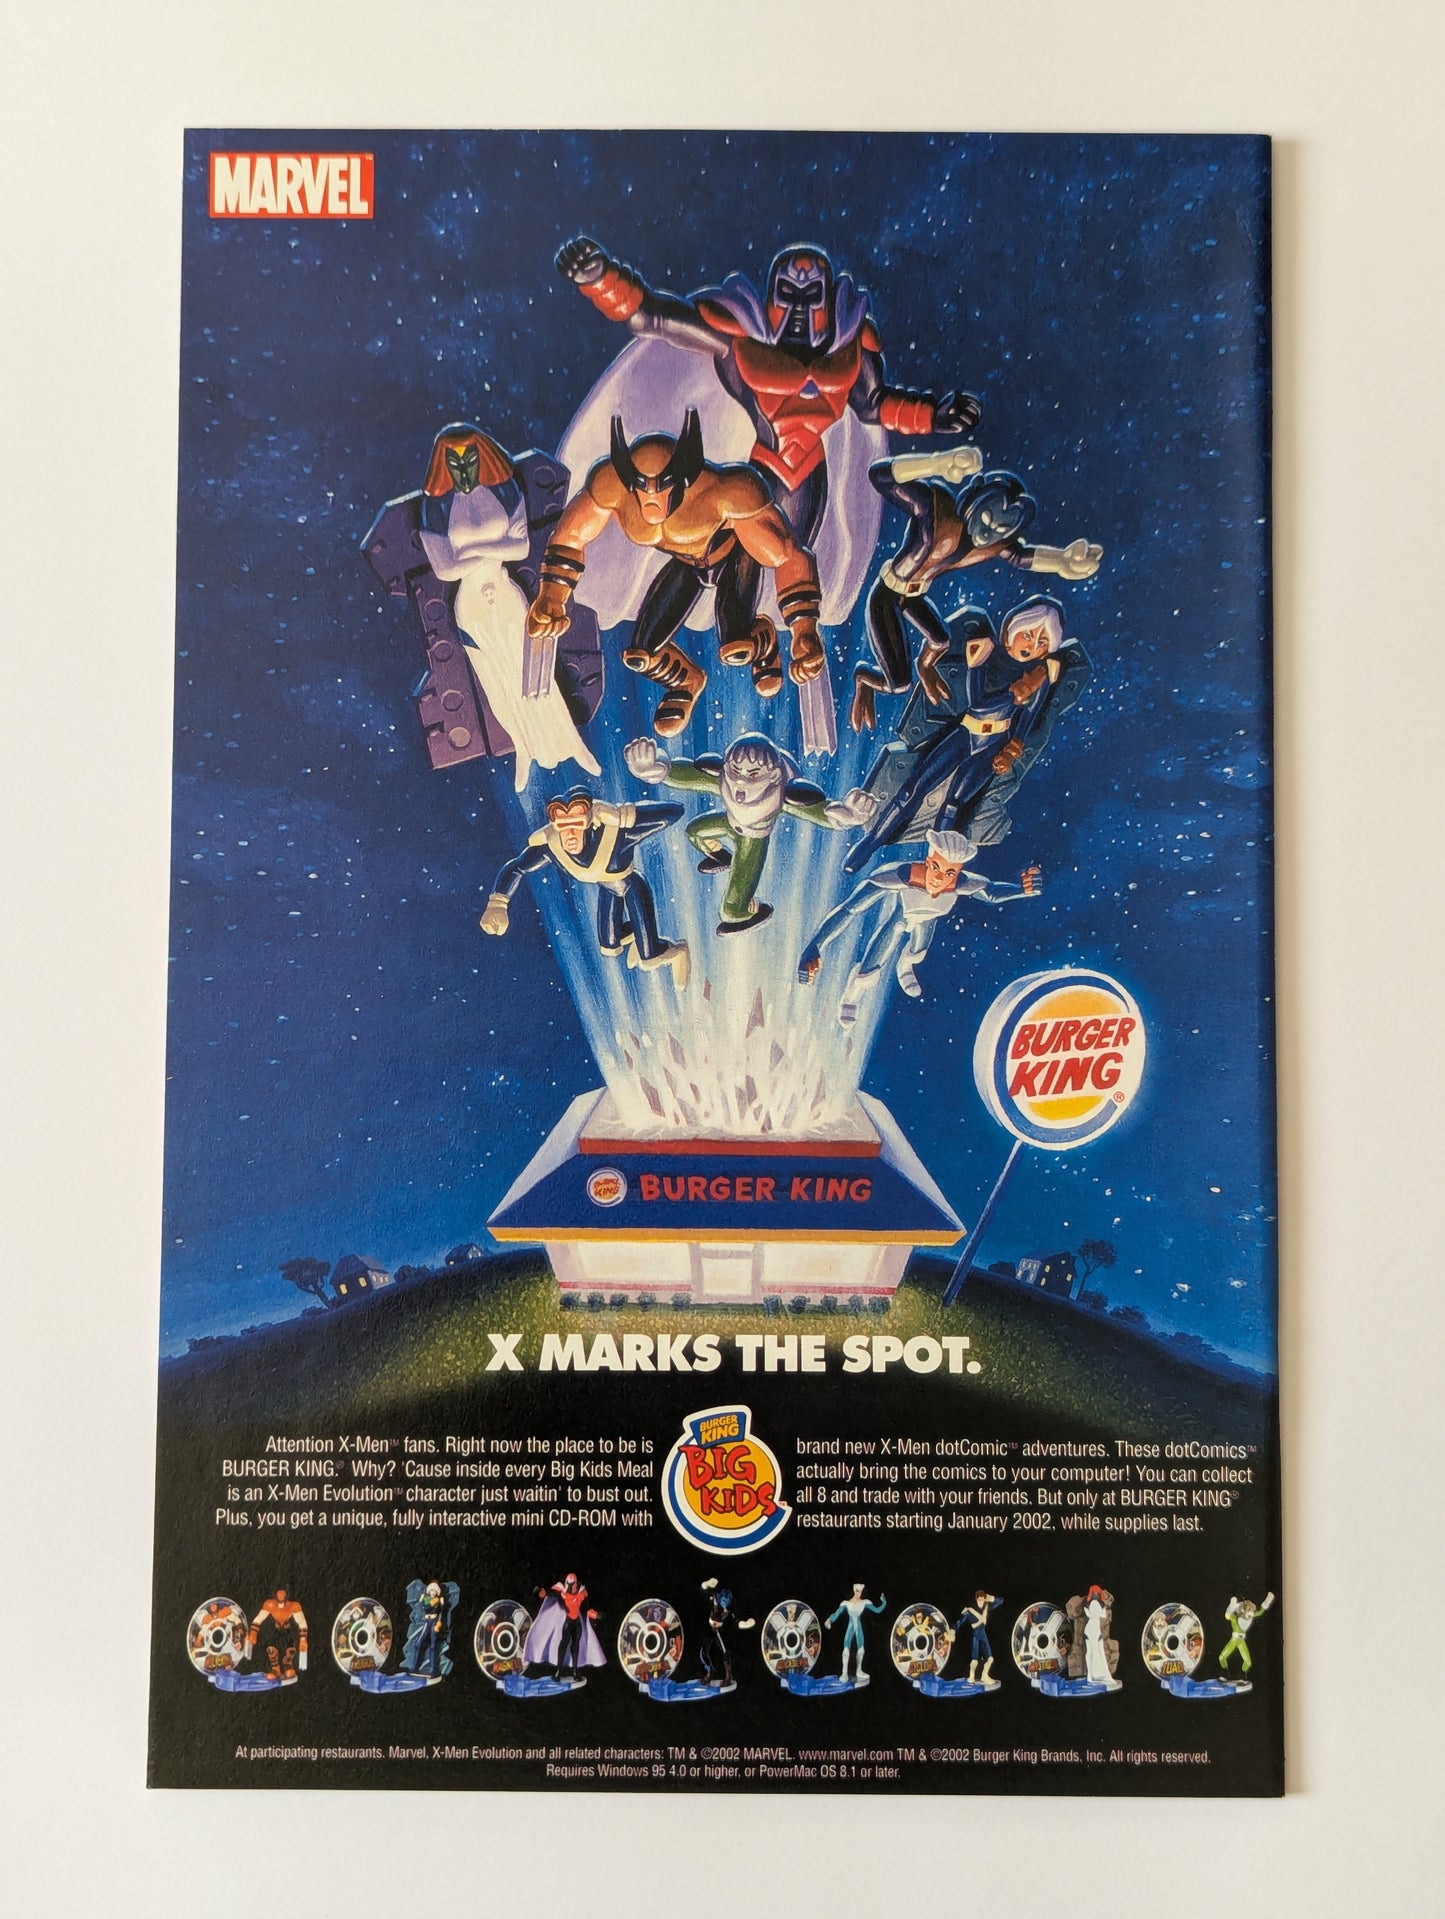 MARVEL
BURGER
KING®
BURGER
KING
BURGER KING
X MARKS THE SPOT.
BURGER
KING
BIG
KIDS™
Attention X-Men™ fans. Right now the place to be is
BURGER KING.® Why? 'Cause inside every Big Kids Meal
is an X-Men Evolution™ character just waitin' to bust out.
Plus, you get a unique, fully interactive mini CD-ROM with
brand new X-Men dotComic™ adventures. These dotComics™
actually bring the comics to your computer! You can collect
all 8 and trade with your friends. But only at BURGER KING®
restaurants starting January 2002, while supplies last.
TOAD
At participating restaurants. Marvel, X-Men Evolution and all related characters: TM & ©2002 MARVEL. www.marvel.com TM & ©2002 Burger King Brands, Inc. All rights reserved.
Requires Windows 95 4.0 or higher, or PowerMac OS 8.1 or later.